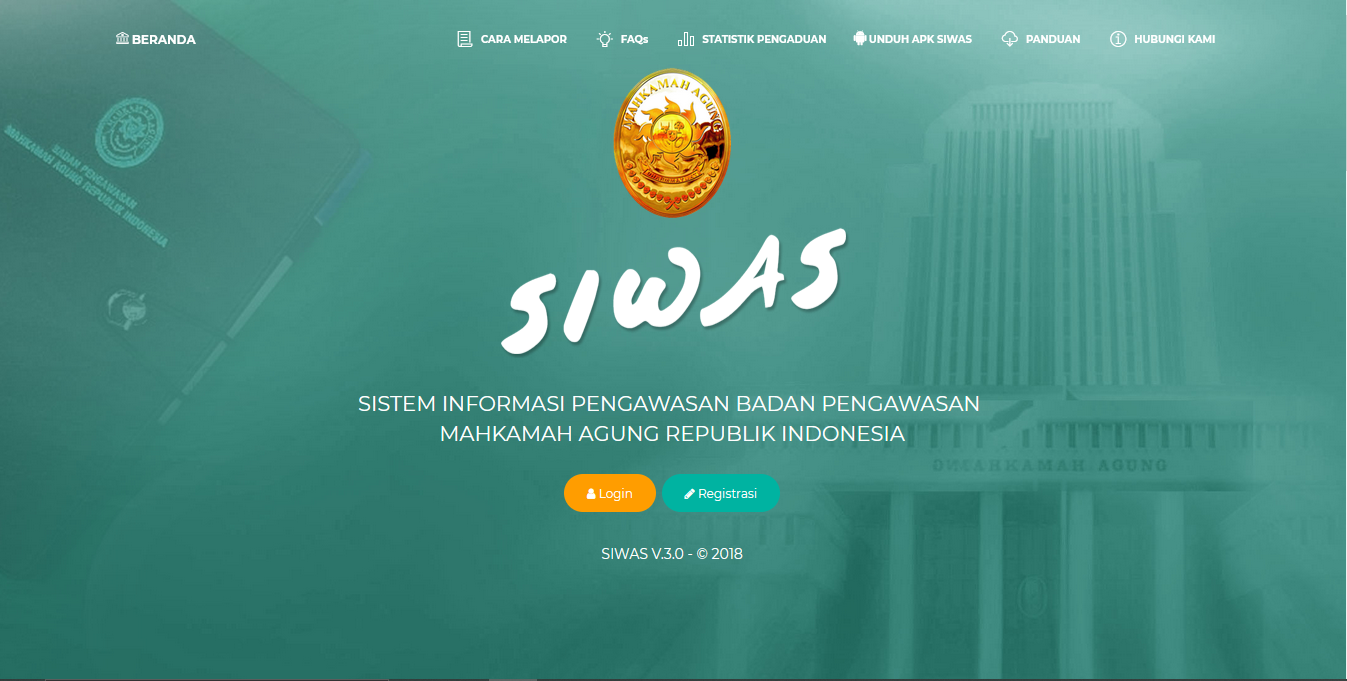 BERANDA
CARA MELAPOR
FAQs
STATISTIK PENGADUAN
UNDUH APK SIWAS
PANDUAN
HUBUNGI KAMI
MAHKAMAH AGUNG
BADAN PENGAWASAN
MAHKAMAH AGUNG REPUBLIK INDONESIA
SIWAS
SISTEM INFORMASI PENGAWASAN BADAN PENGAWASAN
MAHKAMAH AGUNG REPUBLIK INDONESIA
MAHKAMAH AGUNG
Login
Registrasi
SIWAS V.3.0 - © 2018